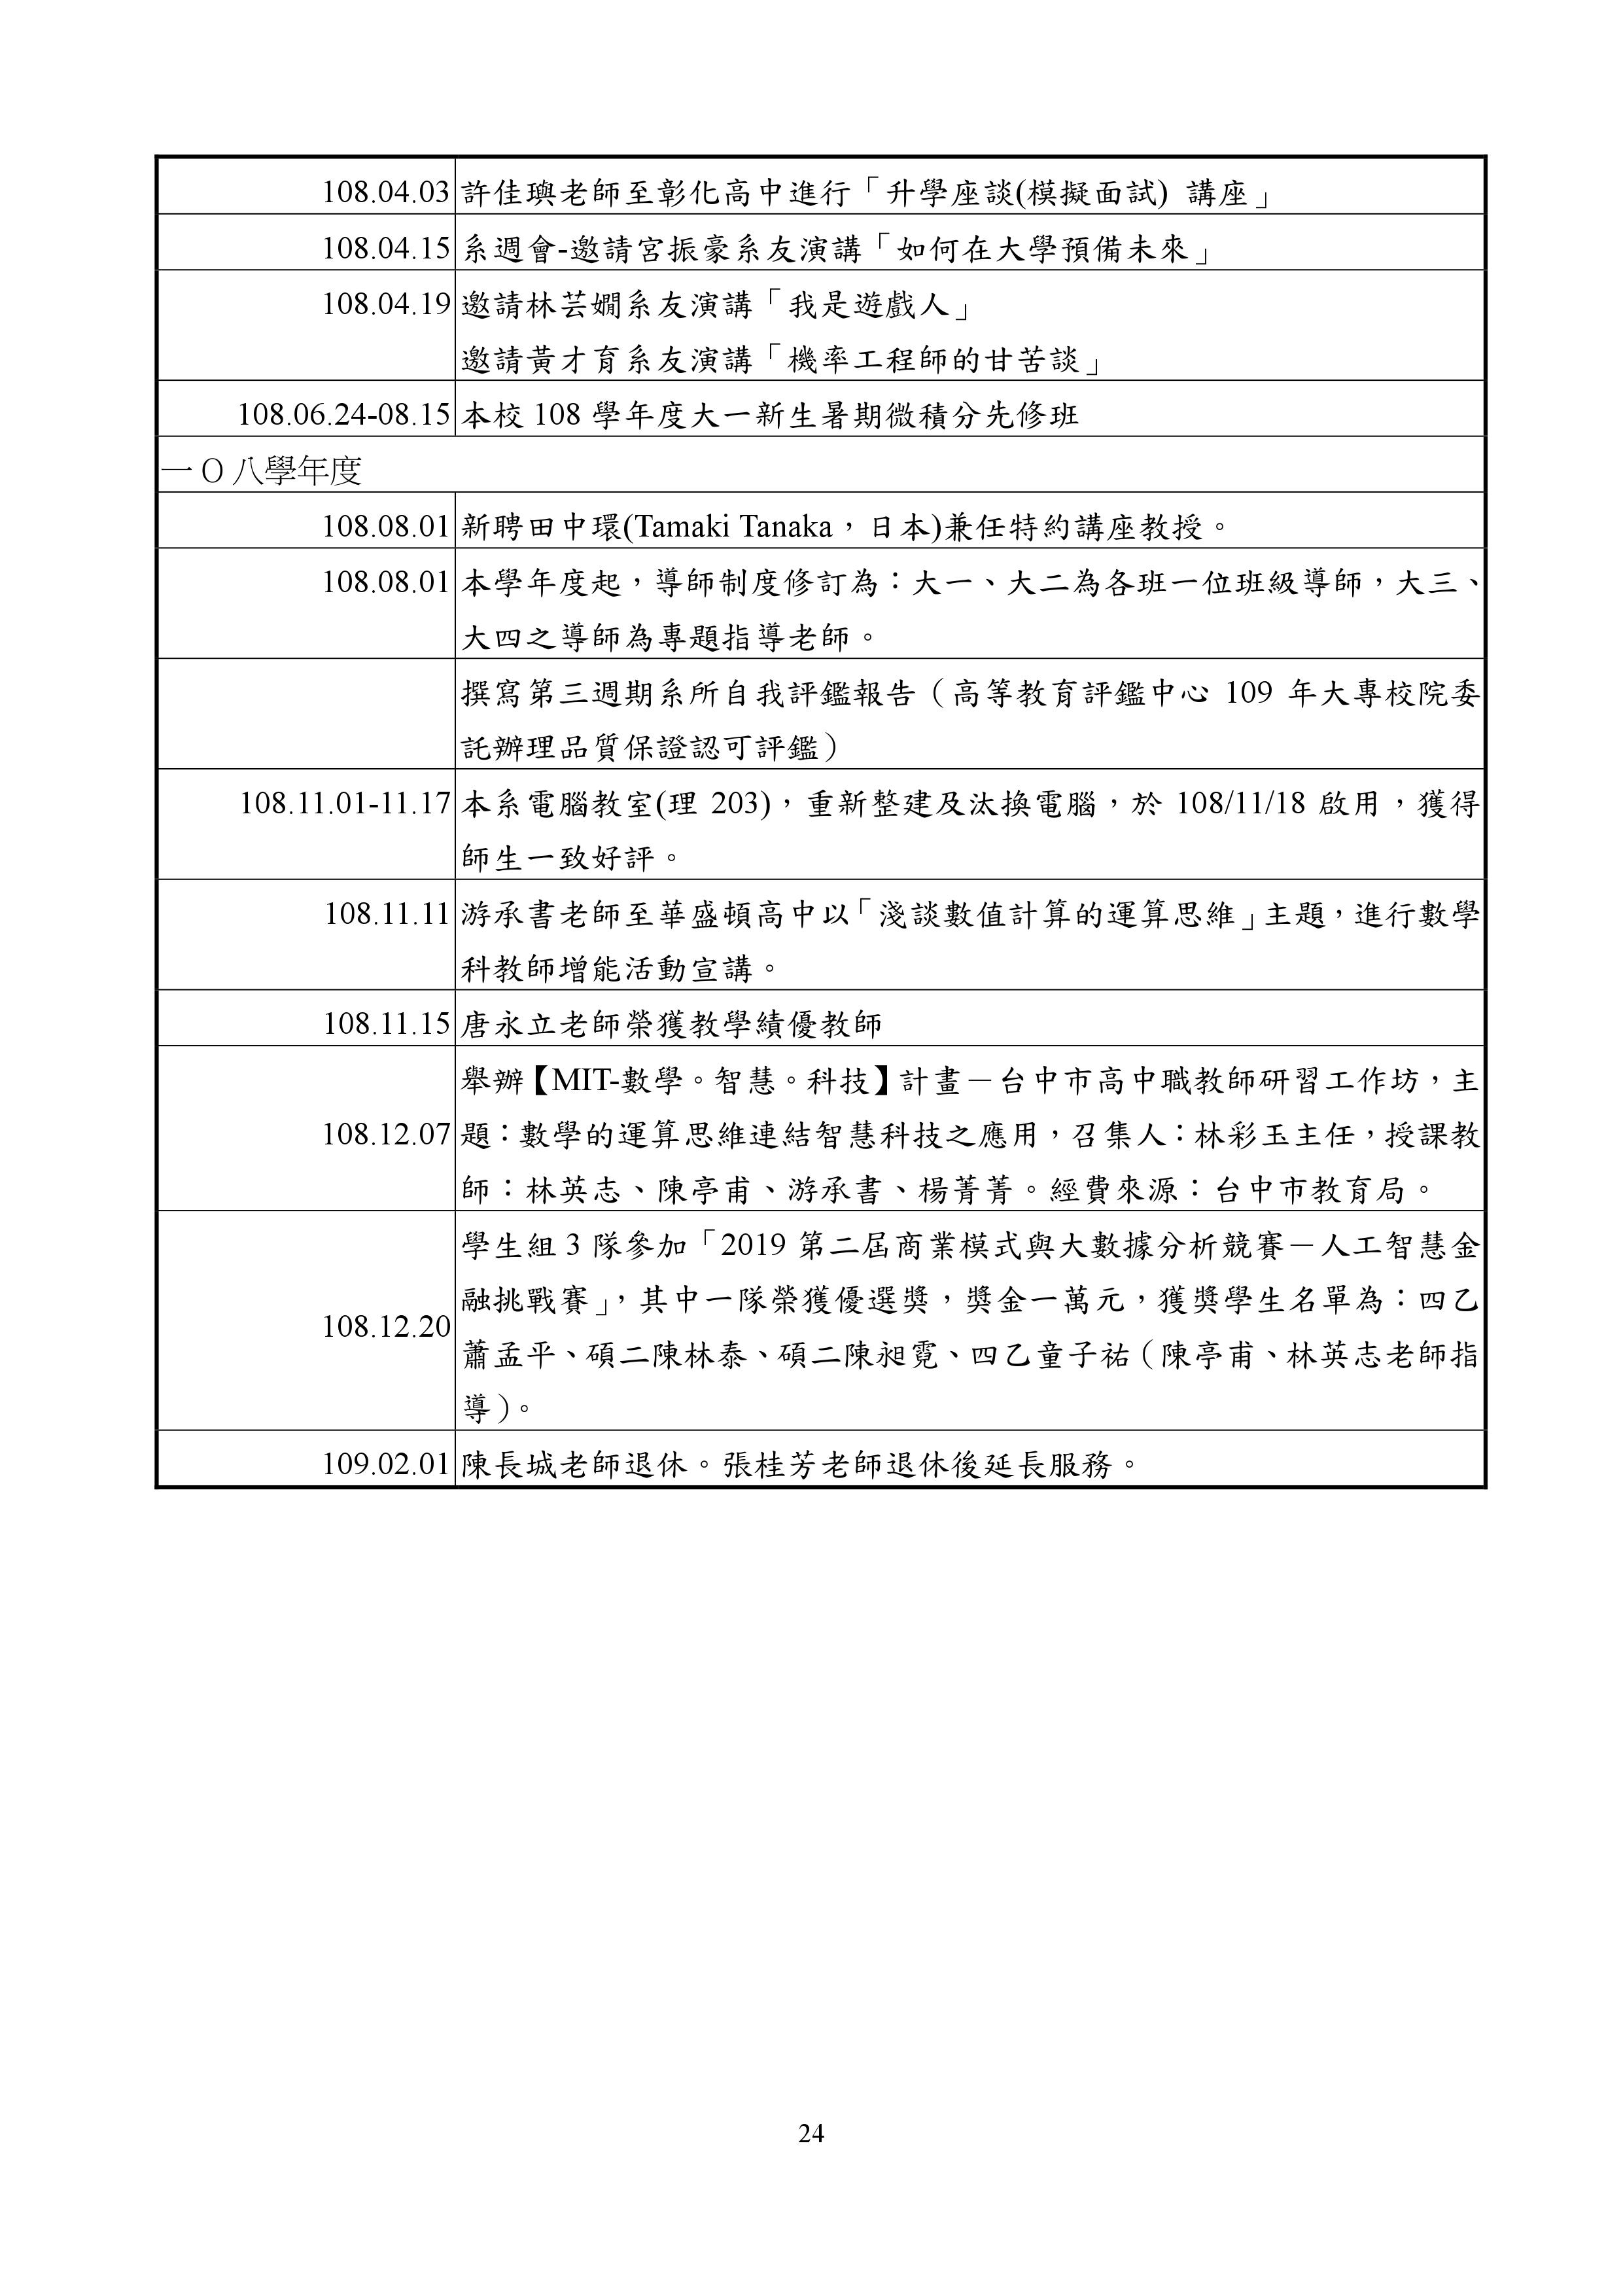 108.04.03 許佳璵老師至彰化高中進行「升學座談(模擬面試) 講座」
108.04.15 系週會-邀請宮振豪系友演講「如何在大學預備未來」
108.04.19 邀請林芸嫺系友演講「我是遊戲人」
邀請黃才育系友演講「機率工程師的甘苦談」
108.06.24-08.15 本校 108 學年度大一新生暑期微積分先修班
一 O 八學年度
108.08.01 新聘田中環(Tamaki Tanaka，日本)兼任特約講座教授。
108.08.01 本學年度起，導師制度修訂為：大一、大二為各班一位班級導師，大三、
大四之導師為專題指導老師。
撰寫第三週期系所自我評鑑報告（高等教育評鑑中心 109 年大專校院委
託辦理品質保證認可評鑑）
108.11.01-11.17 本系電腦教室(理 203)，重新整建及汰換電腦，於 108/11/18 啟用，獲得
師生一致好評。
108.11.11 游承書老師至華盛頓高中以「淺談數值計算的運算思維」主題，進行數學
科教師增能活動宣講。
108.11.15 唐永立老師榮獲教學績優教師
舉辦【MIT-數學。智慧。科技】計畫－台中市高中職教師研習工作坊，主
108.12.07 題：數學的運算思維連結智慧科技之應用，召集人：林彩玉主任，授課教
師：林英志、陳亭甫、游承書、楊菁菁。經費來源：台中市教育局。
學生組 3 隊參加「2019 第二屆商業模式與大數據分析競賽－人工智慧金
融挑戰賽」，其中一隊榮獲優選獎，獎金一萬元，獲獎學生名單為：四乙
108.12.20 蕭孟平、碩二陳林泰、碩二陳昶霓、四乙童子祐（陳亭甫、林英志老師指
導）。
109.02.01 陳長城老師退休。張桂芳老師退休後延長服務。
24